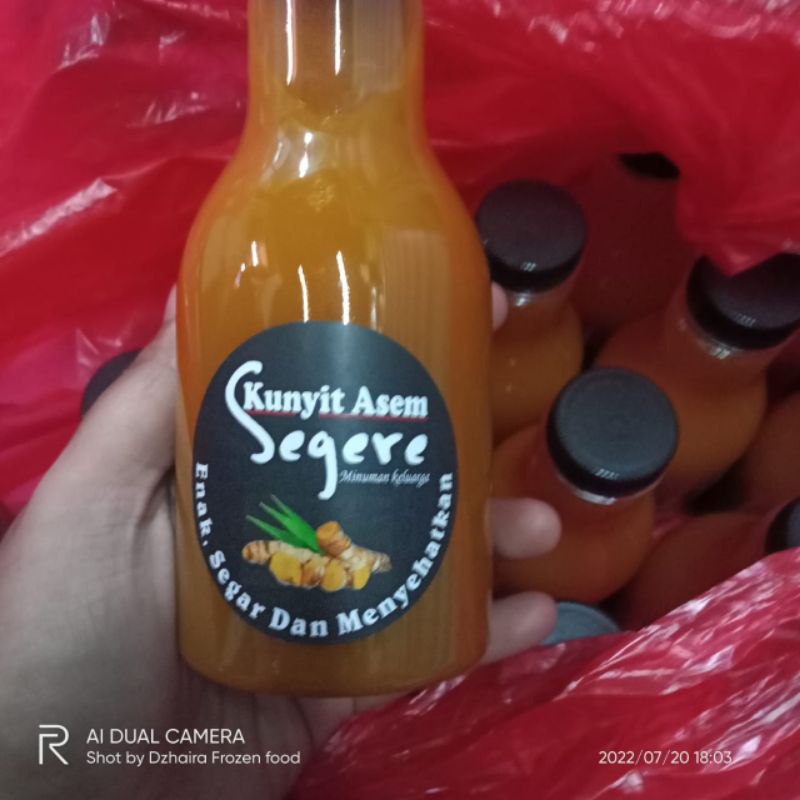 Kunyit Asem
Segere
Minuman keluarga
Enak, Segar Dan Menyehatkan
R
AI DUAL CAMERA
Shot by Dzhaira Frozen food
2022/07/20 18:03